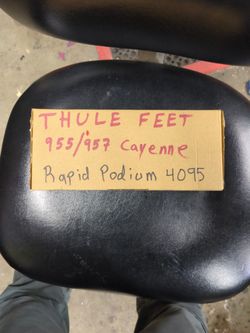 THULE FEET
955/957 Cayenne
Rapid Podium 4095